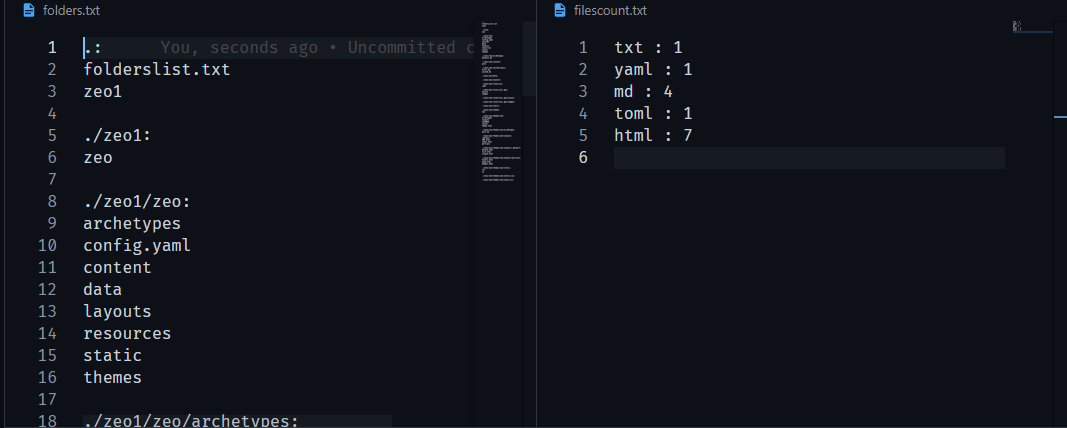 folders.txt
1 .: You, seconds ago • Uncommitted c
2 folderslist.txt
3 zeo1
4
5 ./zeo1:
6 zeo
7
8 ./zeo1/zeo:
9 archetypes
10 config.yaml
11 content
12 data
13 layouts
14 resources
15 static
16 themes
17
18 ./zeo1/zeo/archetypes:
filescount.txt
1 txt : 1
2 yaml : 1
3 md : 4
4 toml : 1
5 html : 7
6